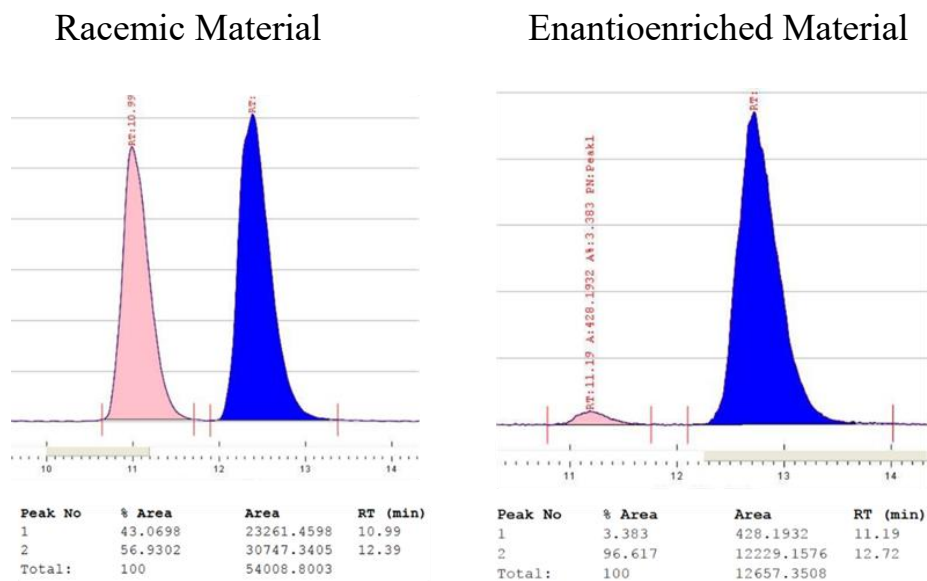 Racemic Material
Enantioenriched Material
RT:10.99
RT:
RT:11.19 A:428.1932 A%:3.383 PN:Peak1
RT:
10 11 12 13 14
11 12 13 14
Peak No % Area Area RT (min)
1 43.0698 23261.4598 10.99
2 56.9302 30747.3405 12.39
Total: 100 54008.8003
Peak No % Area Area RT (min)
1 3.383 428.1932 11.19
2 96.617 12229.1576 12.72
Total: 100 12657.3508